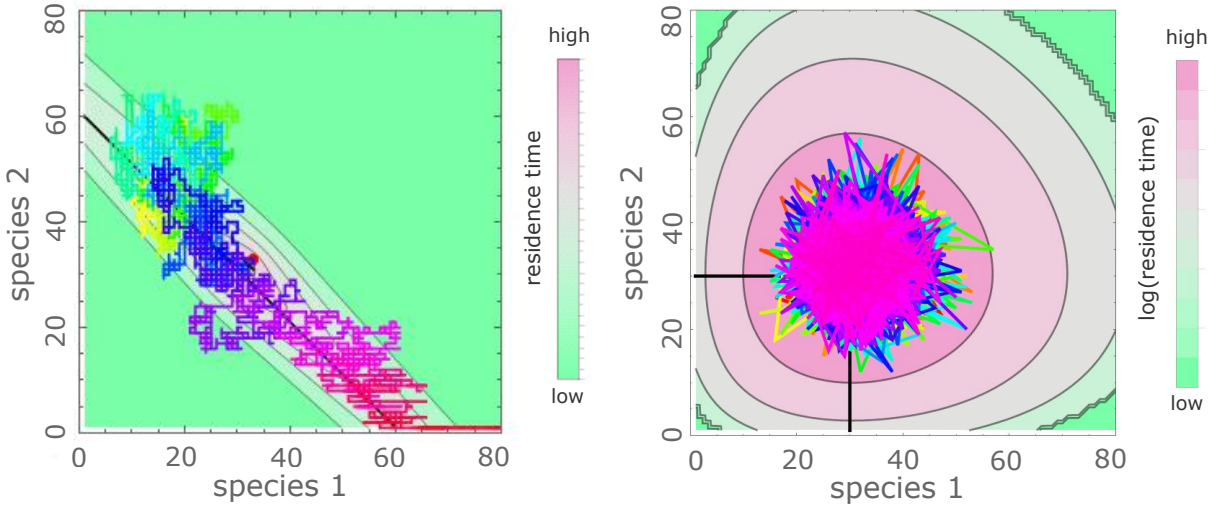 high
residence time
low
80
60
40
20
0
species 2
0 20 40 60 80
species 1
high
log(residence time)
low
80
60
40
20
0
species 2
0 20 40 60 80
species 1